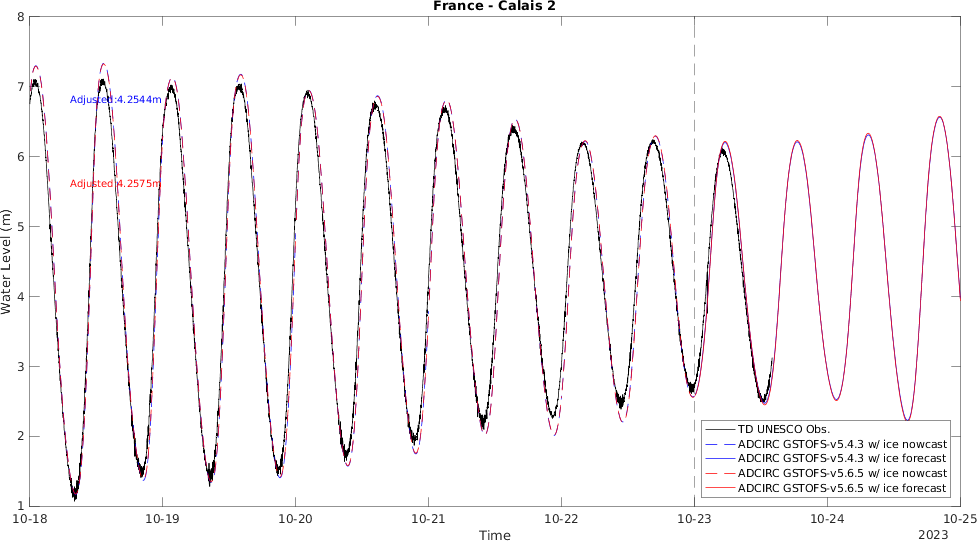 France - Calais 2
8
7
6
5
4
3
2
1
Water Level (m)
Adjusted:4.2544m
Adjusted:4.2575m
TD UNESCO Obs.
ADCIRC GSTOFS-v5.4.3 w/ ice nowcast
ADCIRC GSTOFS-v5.4.3 w/ ice forecast
ADCIRC GSTOFS-v5.6.5 w/ ice nowcast
ADCIRC GSTOFS-v5.6.5 w/ ice forecast
10-18 10-19 10-20 10-21 10-22 10-23 10-24 10-25
Time
2023